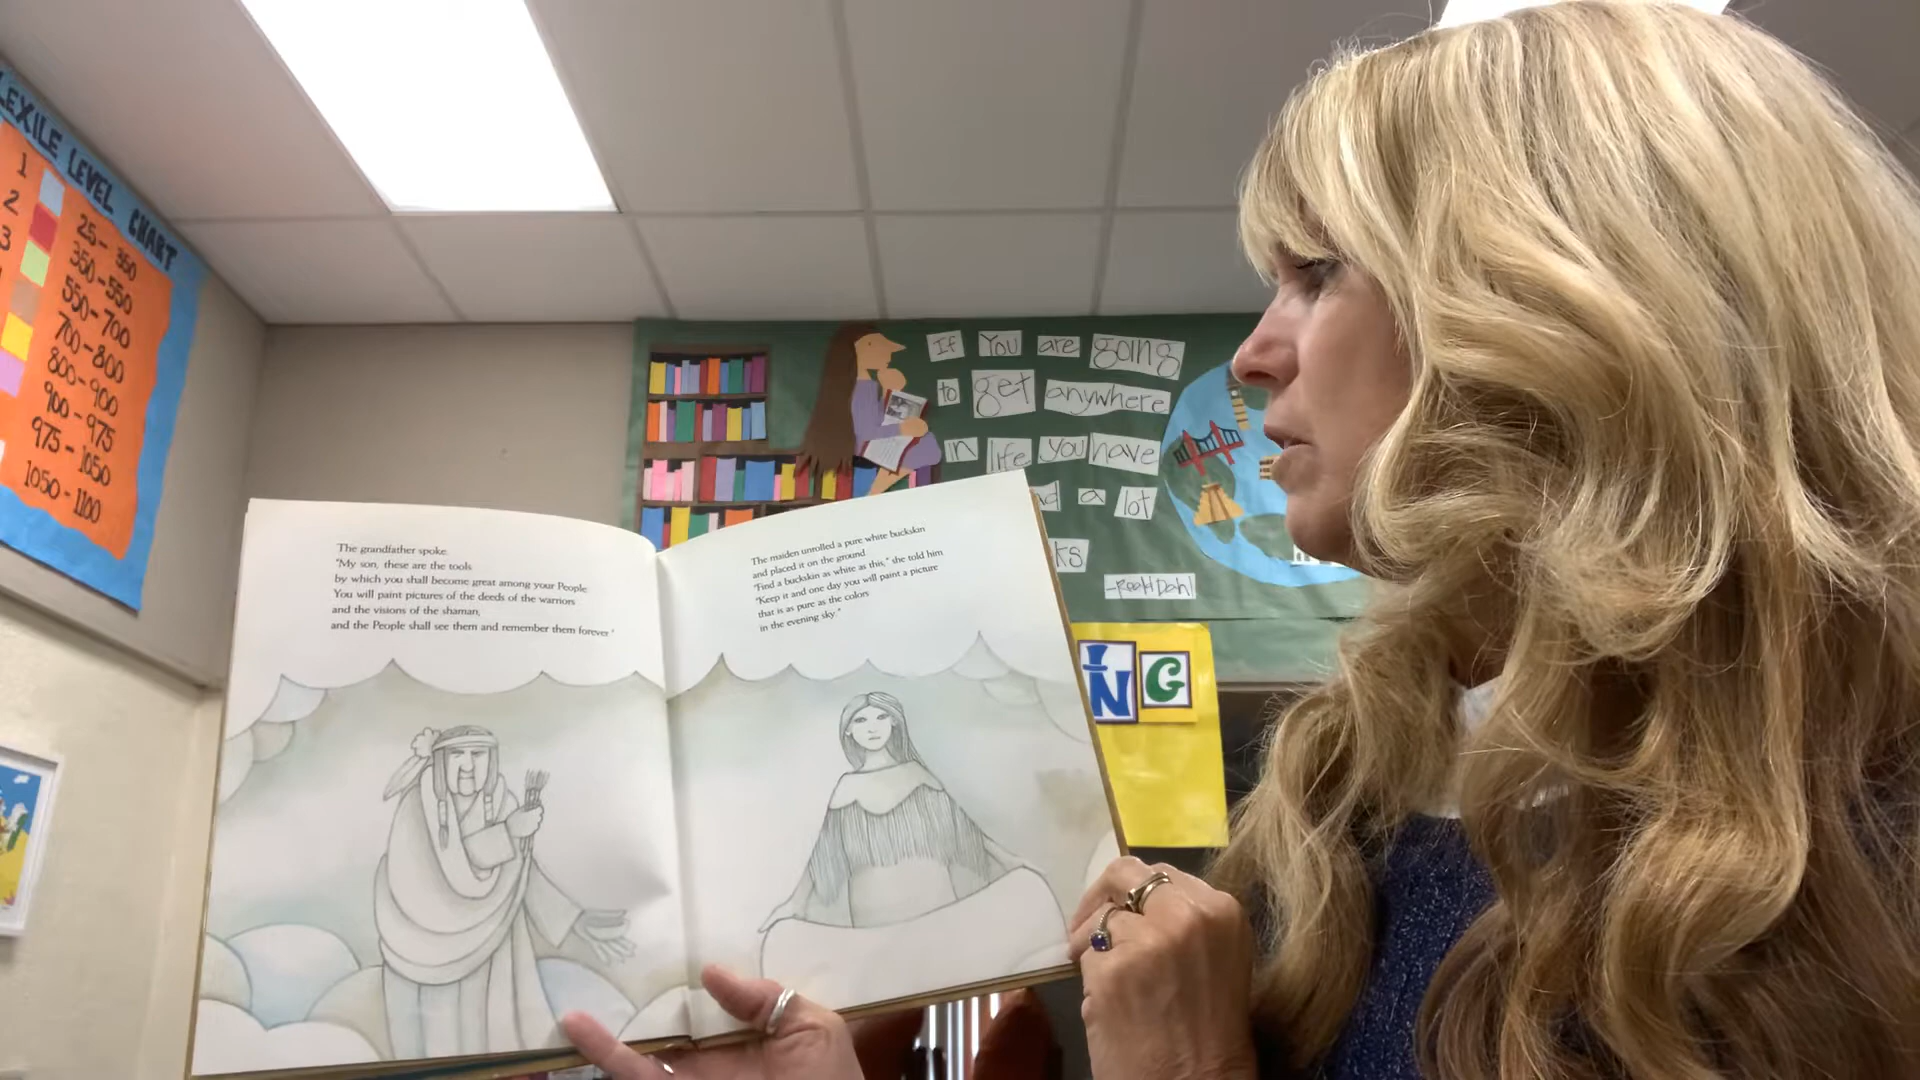 LEXILE LEVEL CHART
1 25-350
2 350-550
3 550-700
700-800
800-900
900-975
975-1050
1050-1100
If You are going
to get anywhere
in life you have
a lot
-Roald Dahl
NG
The grandfather spoke.
"My son, these are the tools
by which you shall become great among your People.
You will paint pictures of the deeds of the warriors
and the visions of the shaman,
and the People shall see them and remember them forever."
The maiden unrolled a pure white buckskin
and placed it on the ground.
"Find a buckskin as white as this," she told him
"Keep it and one day you will paint a picture
that is as pure as the colors
in the evening sky."